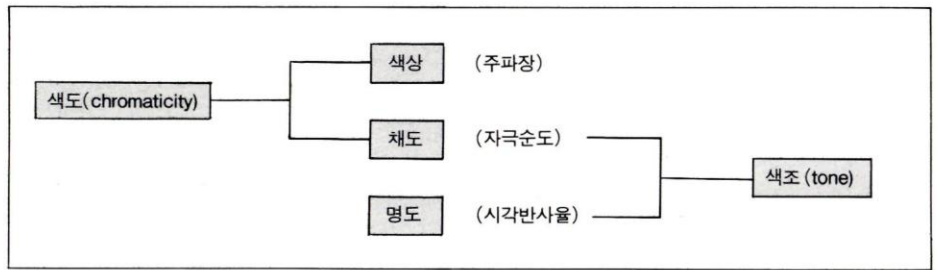 색상 (주파장)
색도(chromaticity)
채도 (자극순도)
색조 (tone)
명도 (시각반사율)